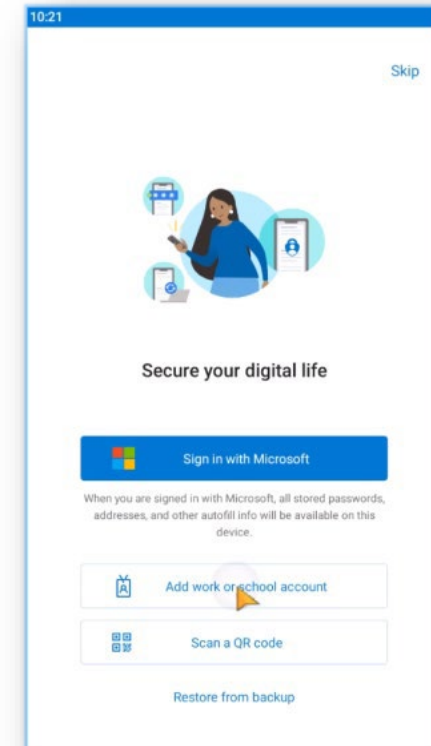 10:21
Skip
Secure your digital life
Sign in with Microsoft
When you are signed in with Microsoft, all stored passwords,
addresses, and other autofill info will be available on this
device.
Add work or school account
Scan a QR code
Restore from backup